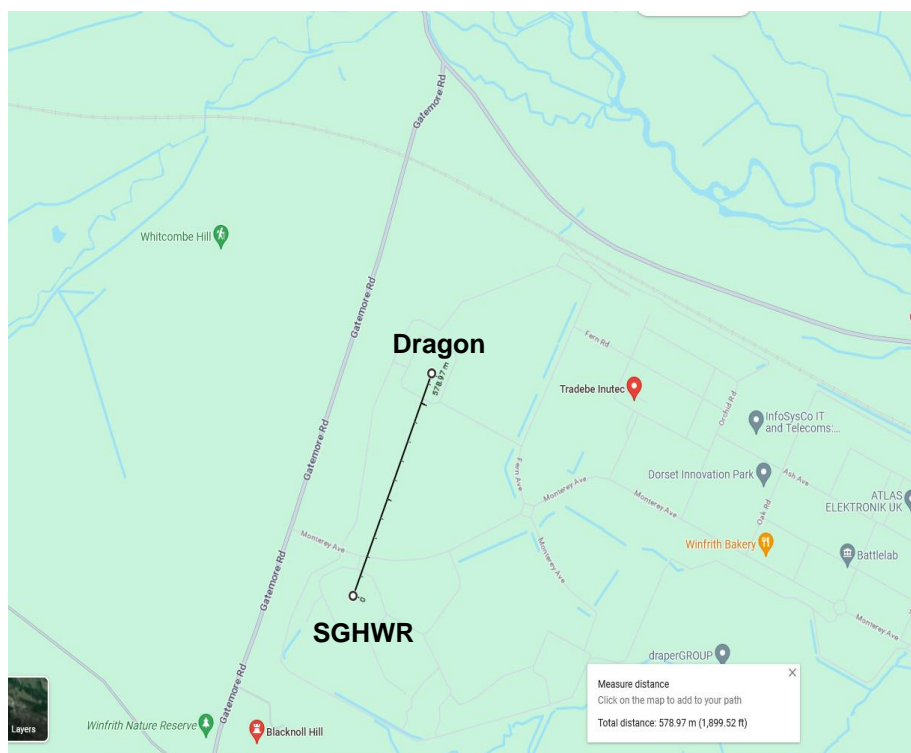 Gatemore Rd
Whitcombe Hill
Gatemore Rd
Dragon
578.97 m
Fern Rd
Tradebe Inutec
Orchid Rd
InfoSysCo IT
and Telecoms:...
Gatemore Rd
Fern Ave
Monterey Ave
Dorset Innovation Park
Ash Ave
Monterey Ave
Oak Rd
ATLAS
ELEKTRONIK UK
Monterey Ave
Winfrith Bakery
Battlelab
Monterey Ave
Gatemore Rd
0
SGHWR
Monterey Ave
draperGROUP
Gatemore Rd
Measure distance
Click on the map to add to your path
Total distance: 578.97 m (1,899.52 ft)
Layers
Winfrith Nature Reserve
Blacknoll Hill